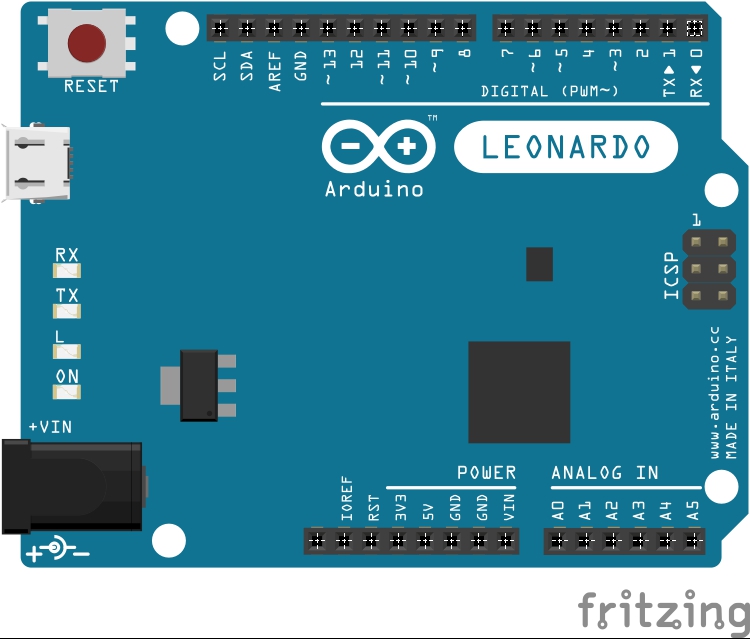 SCL SDA AREF GND ~13 12 ~11 ~10 ~9 8 7 ~6 ~5 4 ~3 2 TX▶1 RX◀0
RESET
DIGITAL (PWM~)
TM
LEONARDO
Arduino
1
ICSP
RX
TX
L
ON
www.arduino.cc
MADE IN ITALY
+VIN
POWER
ANALOG IN
IOREF RST 3V3 5V GND GND VIN A0 A1 A2 A3 A4 A5
fritzing